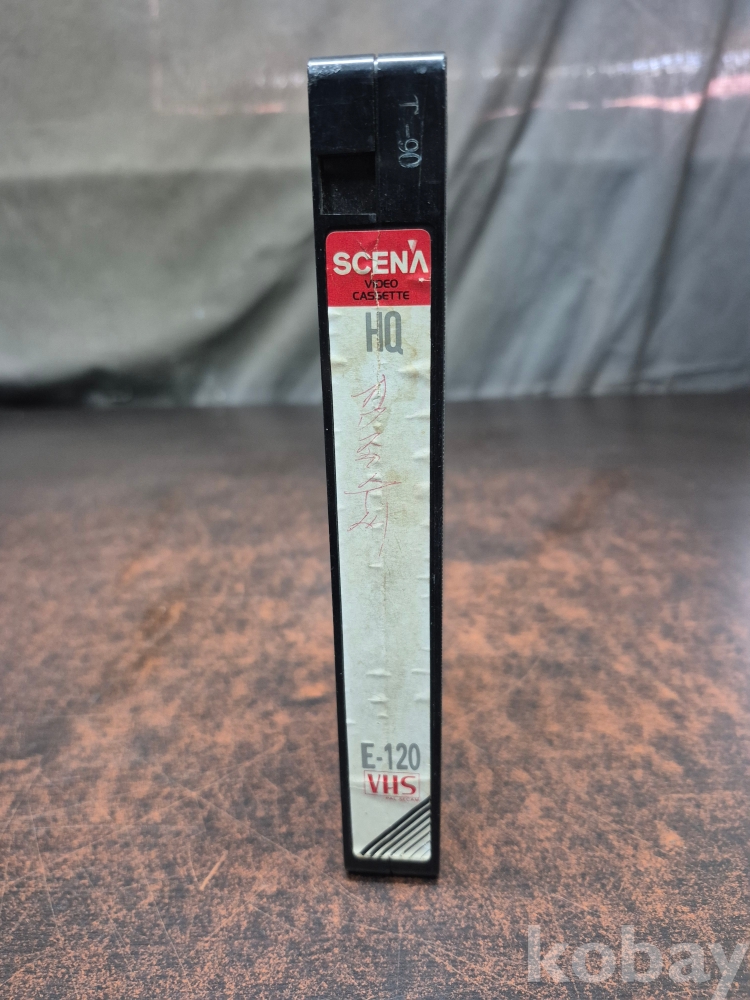 T-90
SCENA
VIDEO
CASSETTE
HQ
E-120
VHS
kobay